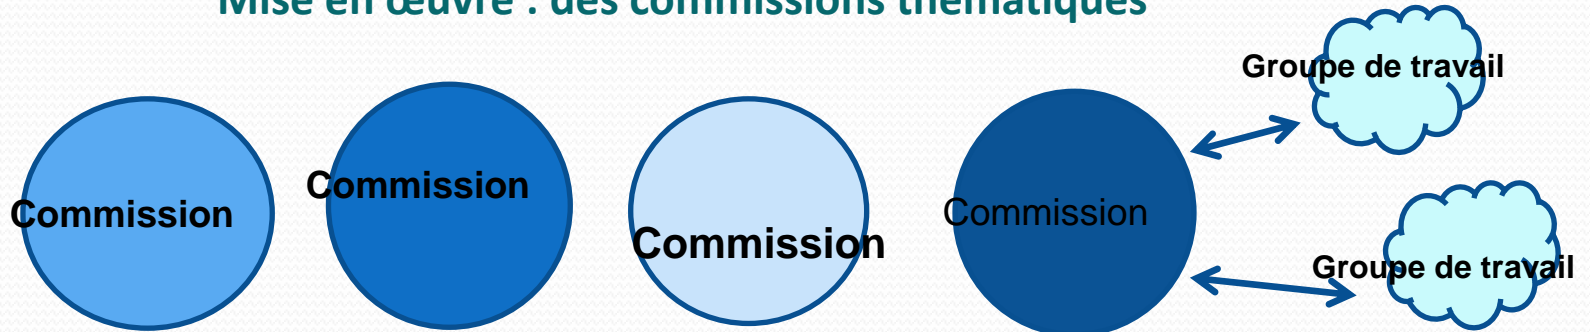 Mise en œuvre : des commissions thématiques
Groupe de travail
Commission
Commission
Commission
Commission
Groupe de travail